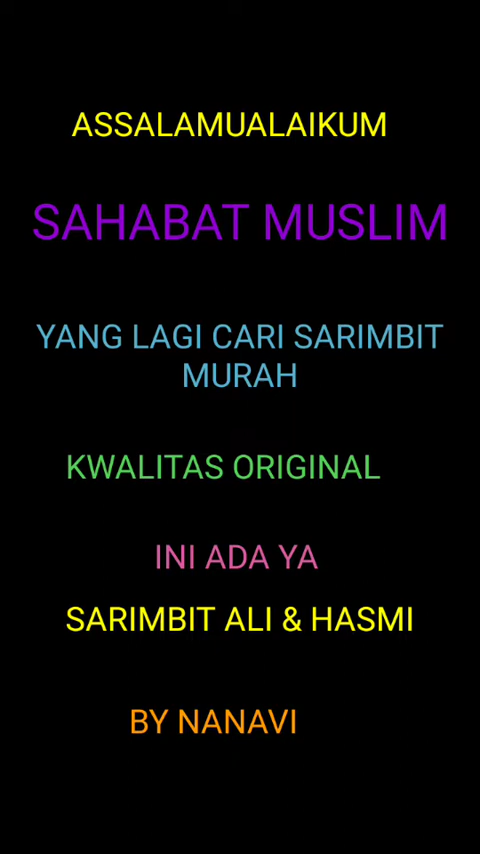 ASSALAMUALAIKUM
SAHABAT MUSLIM
YANG LAGI CARI SARIMBIT
MURAH
KWALITAS ORIGINAL
INI ADA YA
SARIMBIT ALI & HASMI
BY NANAVI